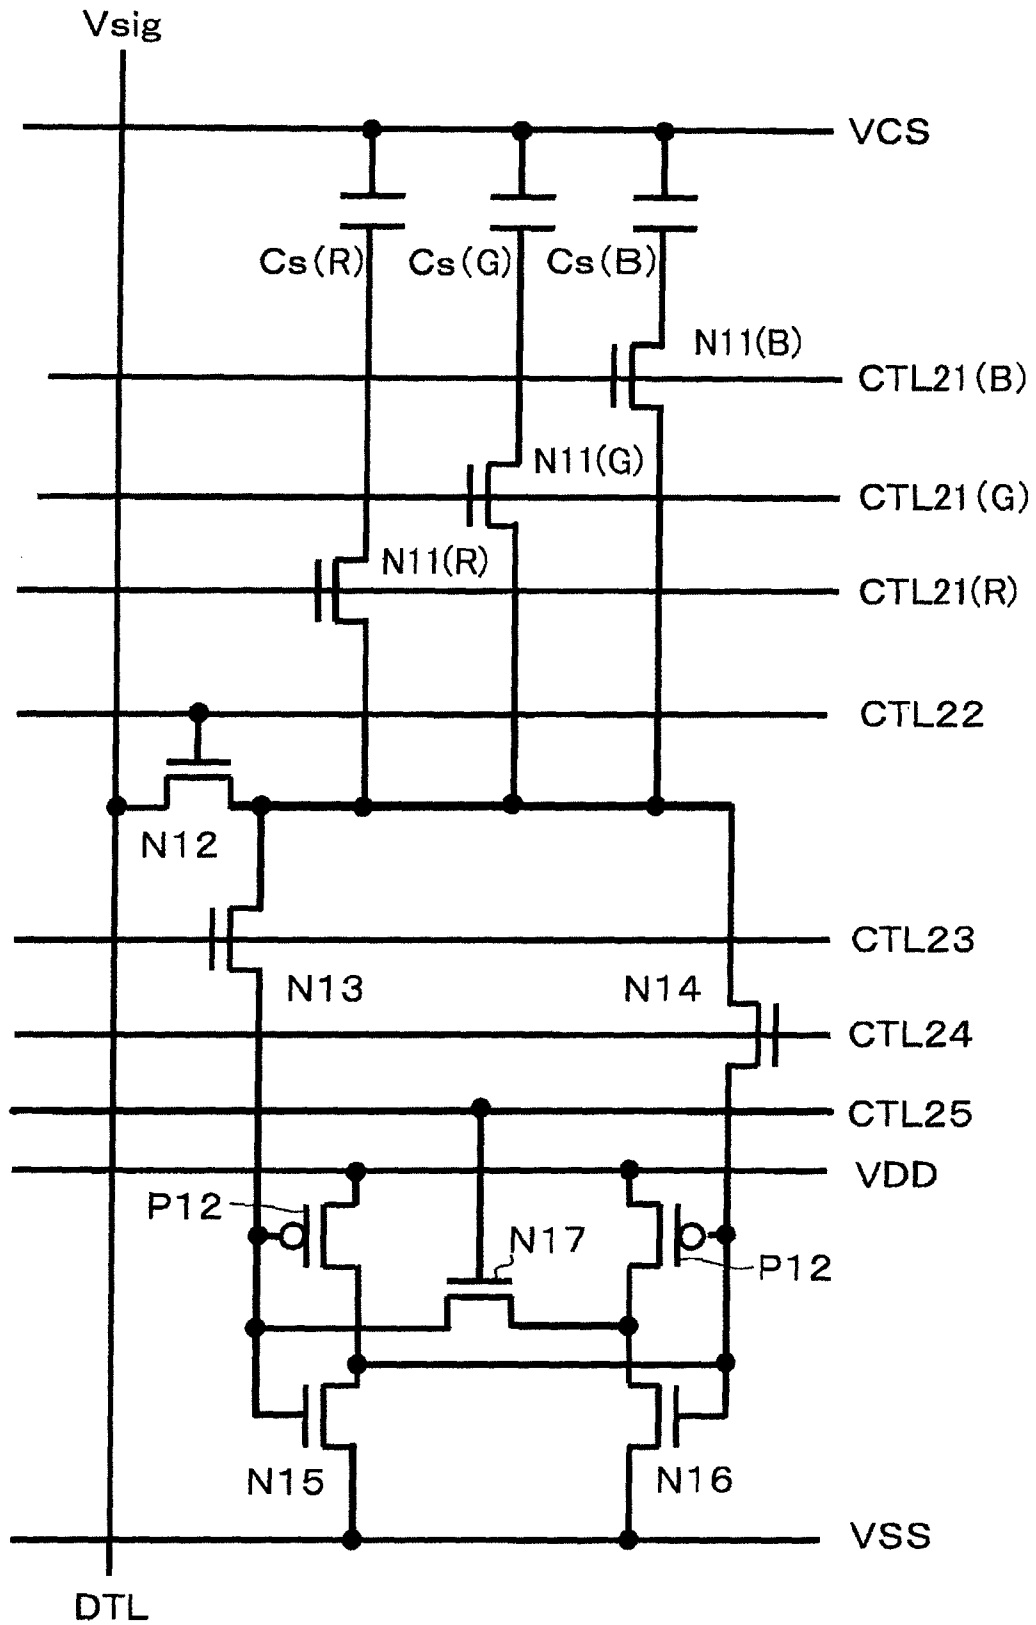 Vsig
VCS
Cs(R) Cs(G) Cs(B)
N11(B)
CTL21(B)
N11(G)
CTL21(G)
N11(R)
CTL21(R)
CTL22
N12
CTL23
N13
N14
CTL24
CTL25
VDD
P12
N17
P12
N15
N16
VSS
DTL